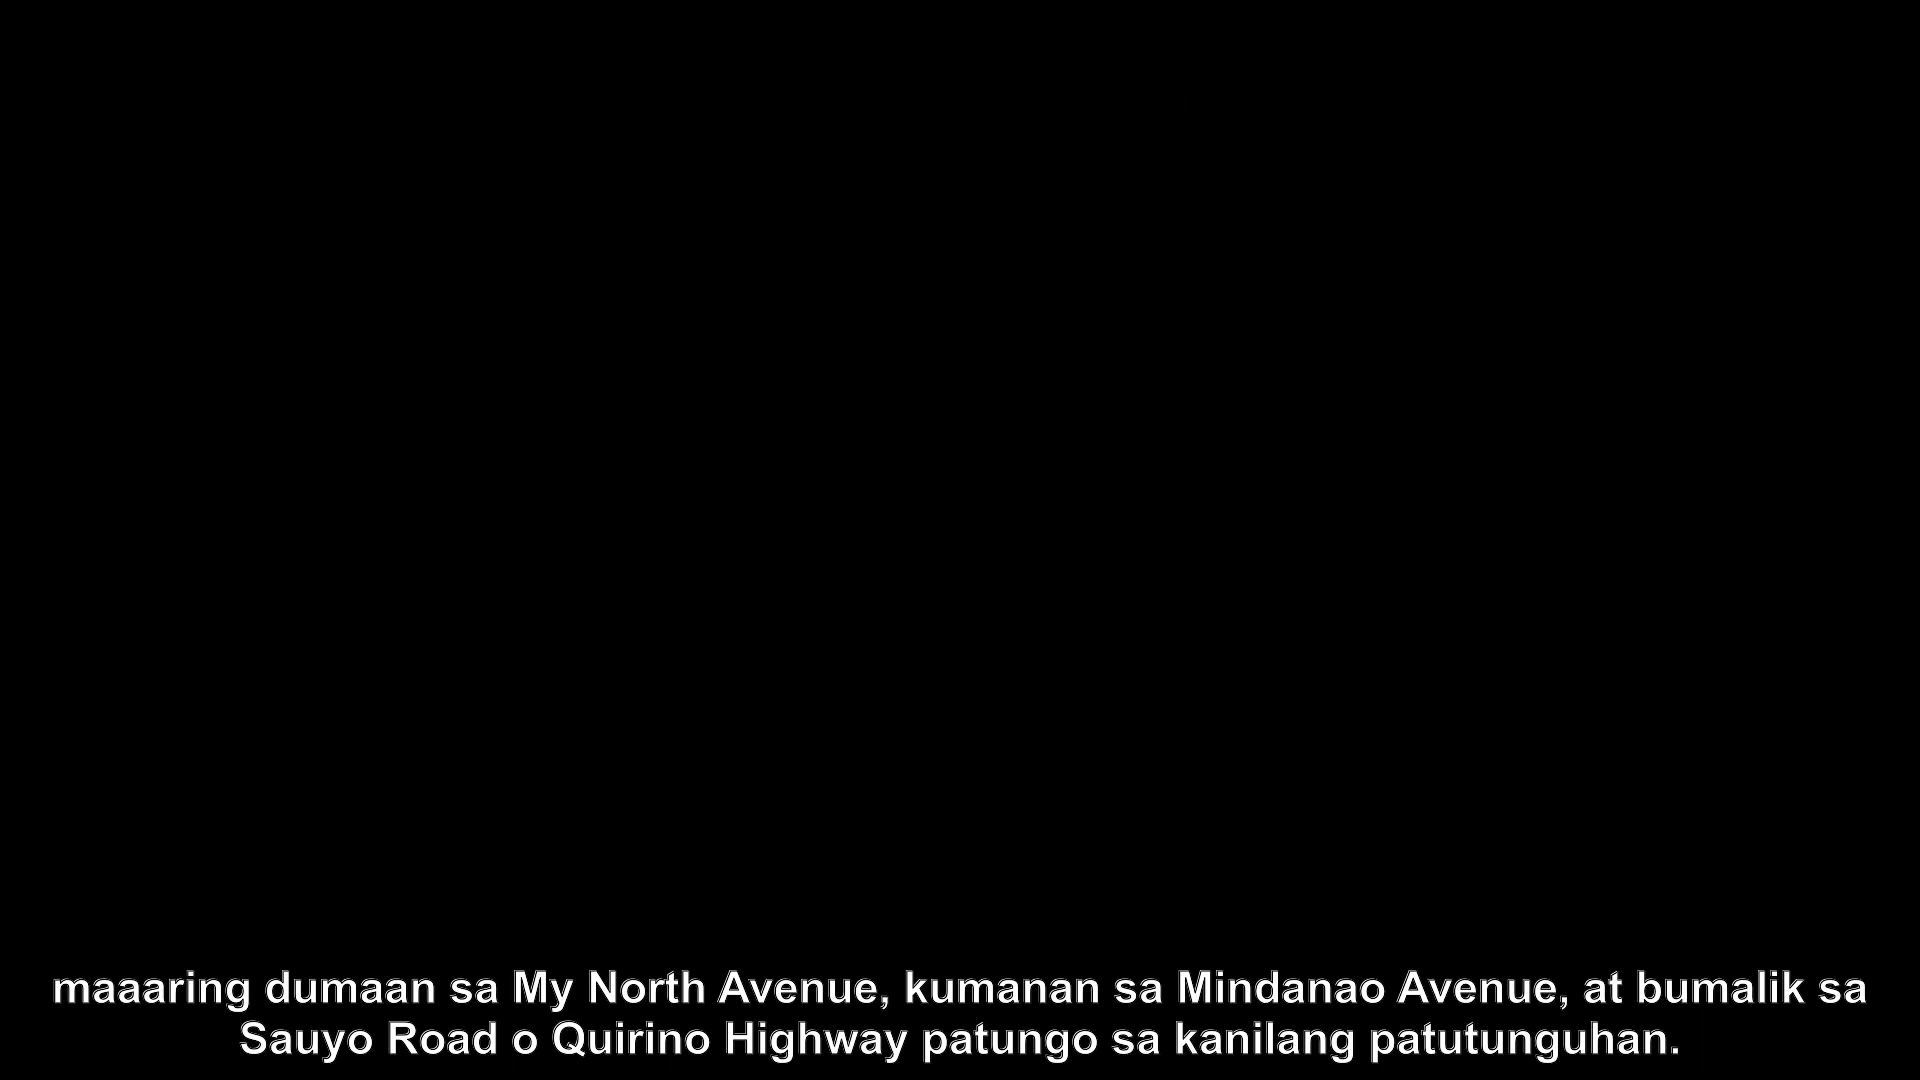 maaaring dumaan sa My North Avenue, kumanan sa Mindanao Avenue, at bumalik sa
Sauyo Road o Quirino Highway patungo sa kanilang patutunguhan.